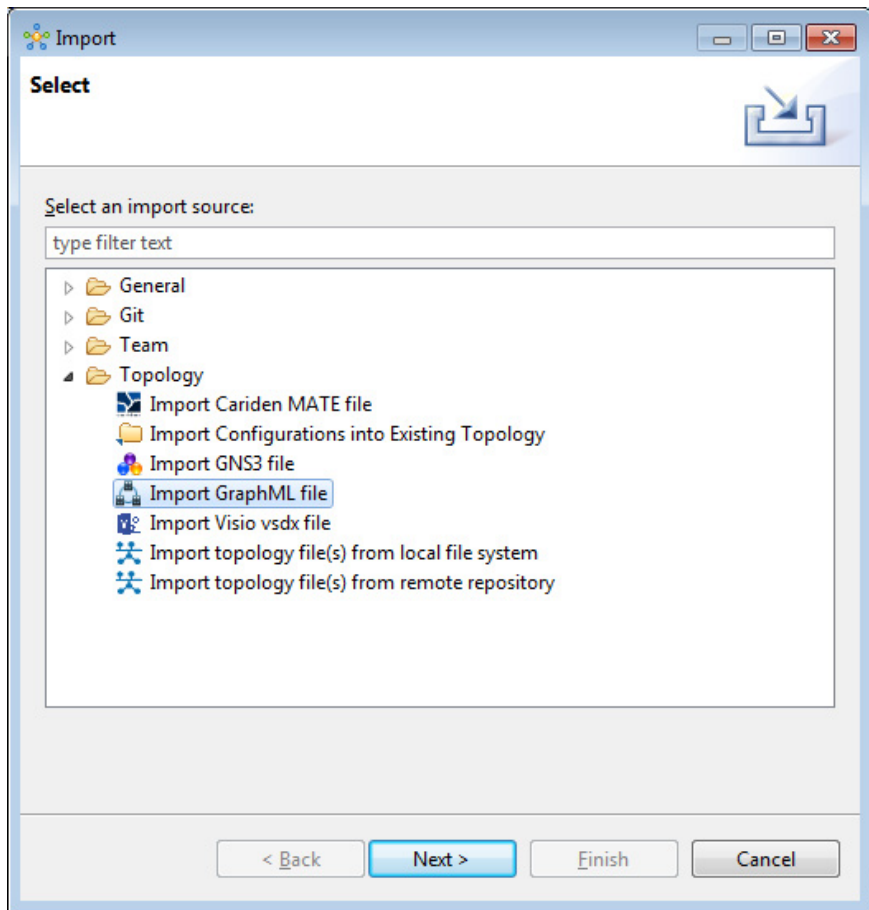 Import
Select
Select an import source:
type filter text
General
Git
Team
Topology
Import Cariden MATE file
Import Configurations into Existing Topology
Import GNS3 file
Import GraphML file
Import Visio vsdx file
Import topology file(s) from local file system
Import topology file(s) from remote repository
< Back Next > Finish Cancel